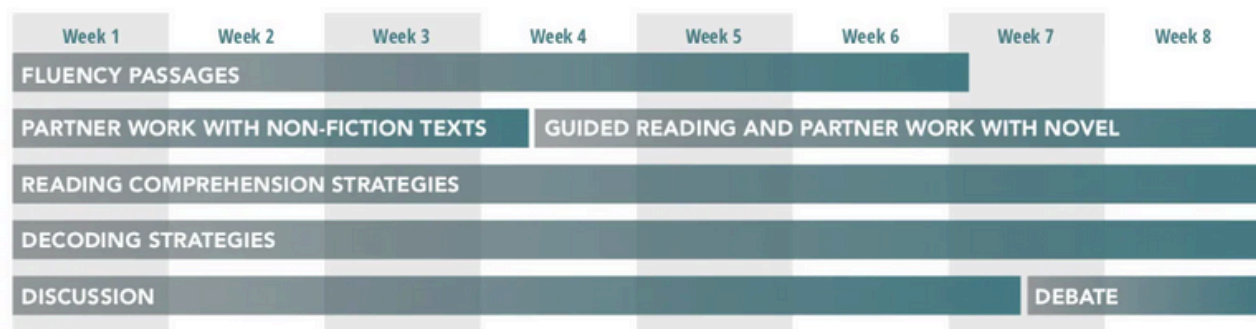 Week 1 Week 2 Week 3 Week 4 Week 5 Week 6 Week 7 Week 8
FLUENCY PASSAGES
PARTNER WORK WITH NON-FICTION TEXTS GUIDED READING AND PARTNER WORK WITH NOVEL
READING COMPREHENSION STRATEGIES
DECODING STRATEGIES
DISCUSSION DEBATE